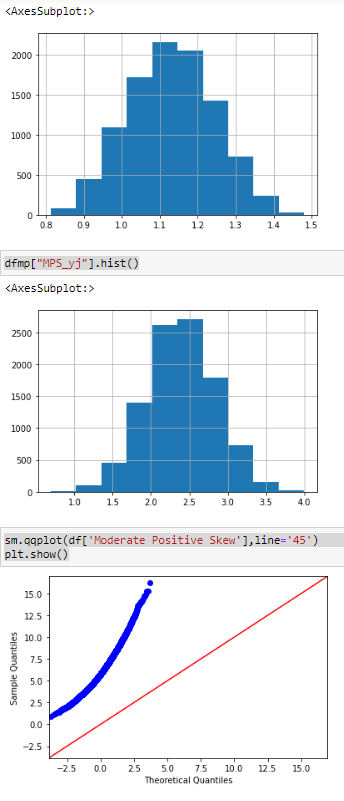 <AxesSubplot:>
2000
1500
1000
500
0
0.8 0.9 1.0 1.1 1.2 1.3 1.4 1.5
dfmp["MPS_yj"].hist()
<AxesSubplot:>
2500
2000
1500
1000
500
0
1.0 1.5 2.0 2.5 3.0 3.5 4.0
sm.qqplot(df['Moderate Positive Skew'],line='45')
plt.show()
15.0
12.5
10.0
7.5
5.0
2.5
0.0
−2.5
Sample Quantiles
−2.5 0.0 2.5 5.0 7.5 10.0 12.5 15.0
Theoretical Quantiles